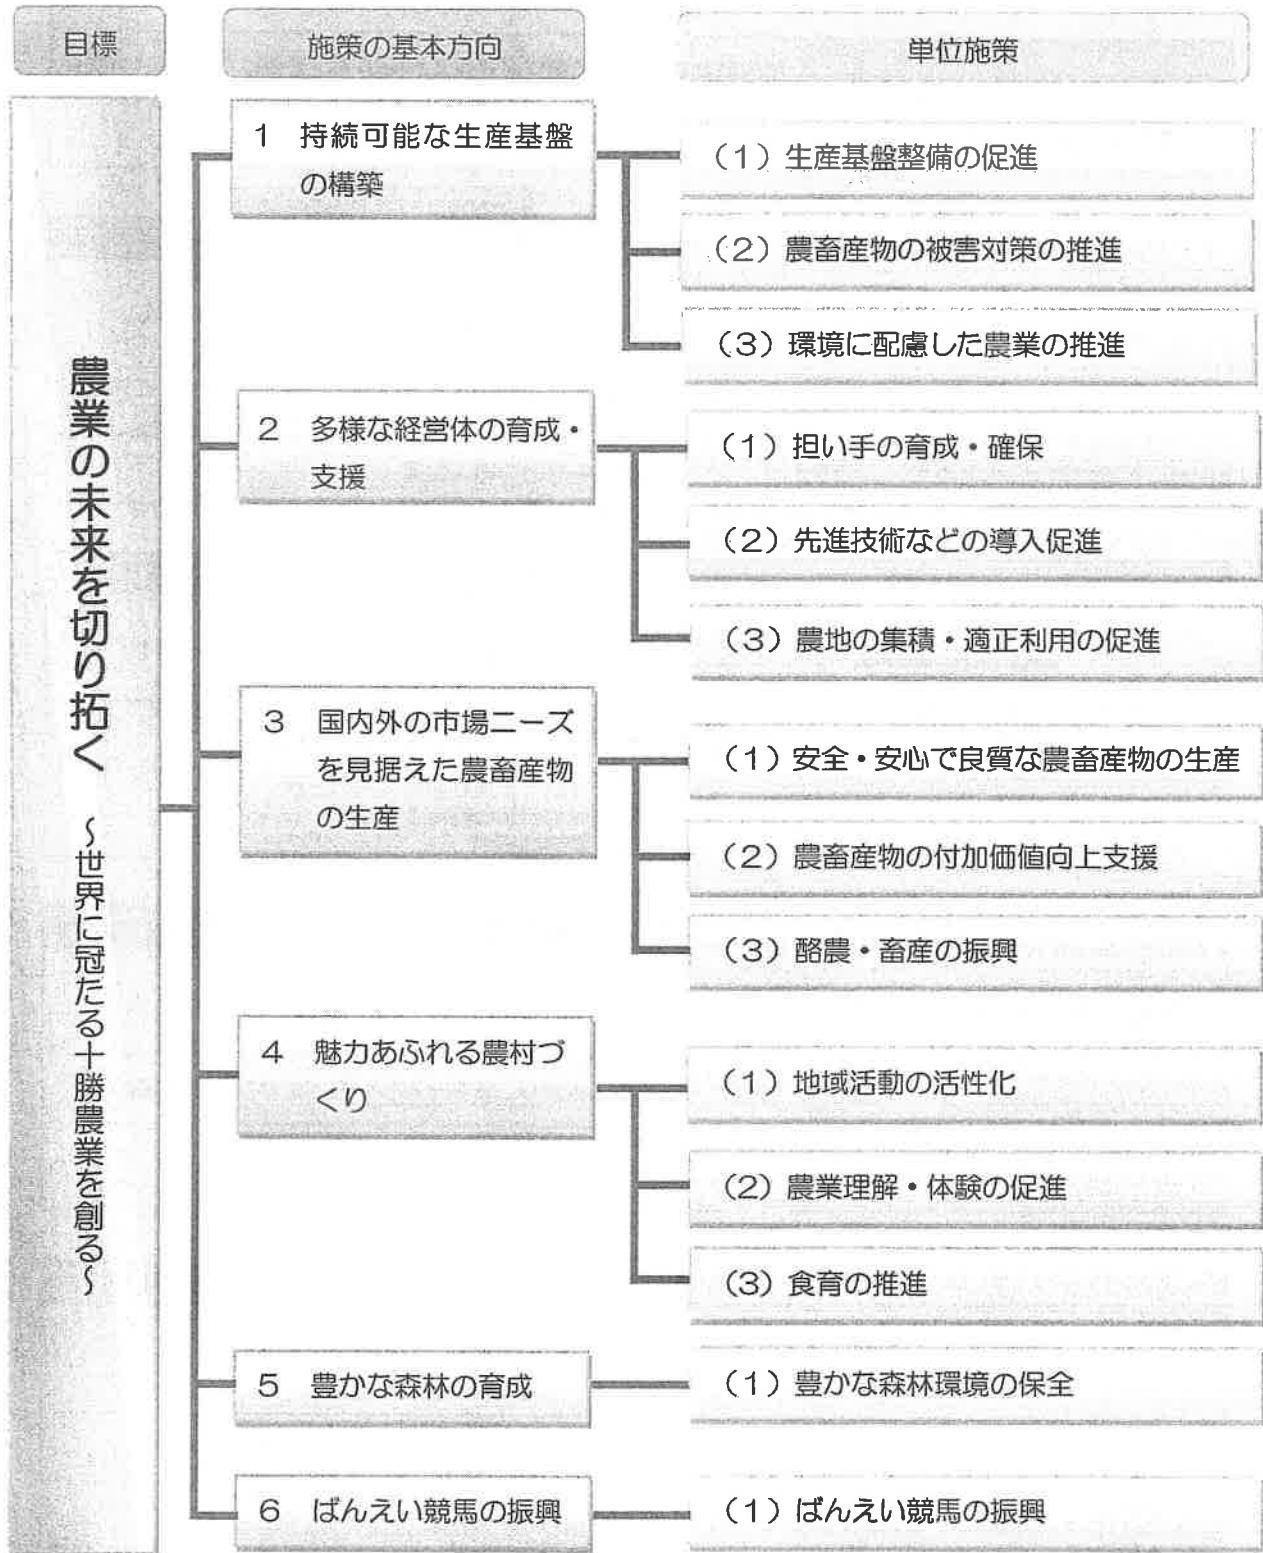 目標
施策の基本方向
単位施策
農業の未来を切り拓く ～世界に冠たる十勝農業を創る～
1 持続可能な生産基盤
の構築
(1) 生産基盤整備の促進
(2) 農畜産物の被害対策の推進
(3) 環境に配慮した農業の推進
2 多様な経営体の育成・
支援
(1) 担い手の育成・確保
(2) 先進技術などの導入促進
(3) 農地の集積・適正利用の促進
3 国内外の市場ニーズ
を見据えた農畜産物
の生産
(1) 安全・安心で良質な農畜産物の生産
(2) 農畜産物の付加価値向上支援
(3) 酪農・畜産の振興
4 魅力あふれる農村づ
くり
(1) 地域活動の活性化
(2) 農業理解・体験の促進
(3) 食育の推進
5 豊かな森林の育成
(1) 豊かな森林環境の保全
6 ばんえい競馬の振興
(1) ばんえい競馬の振興